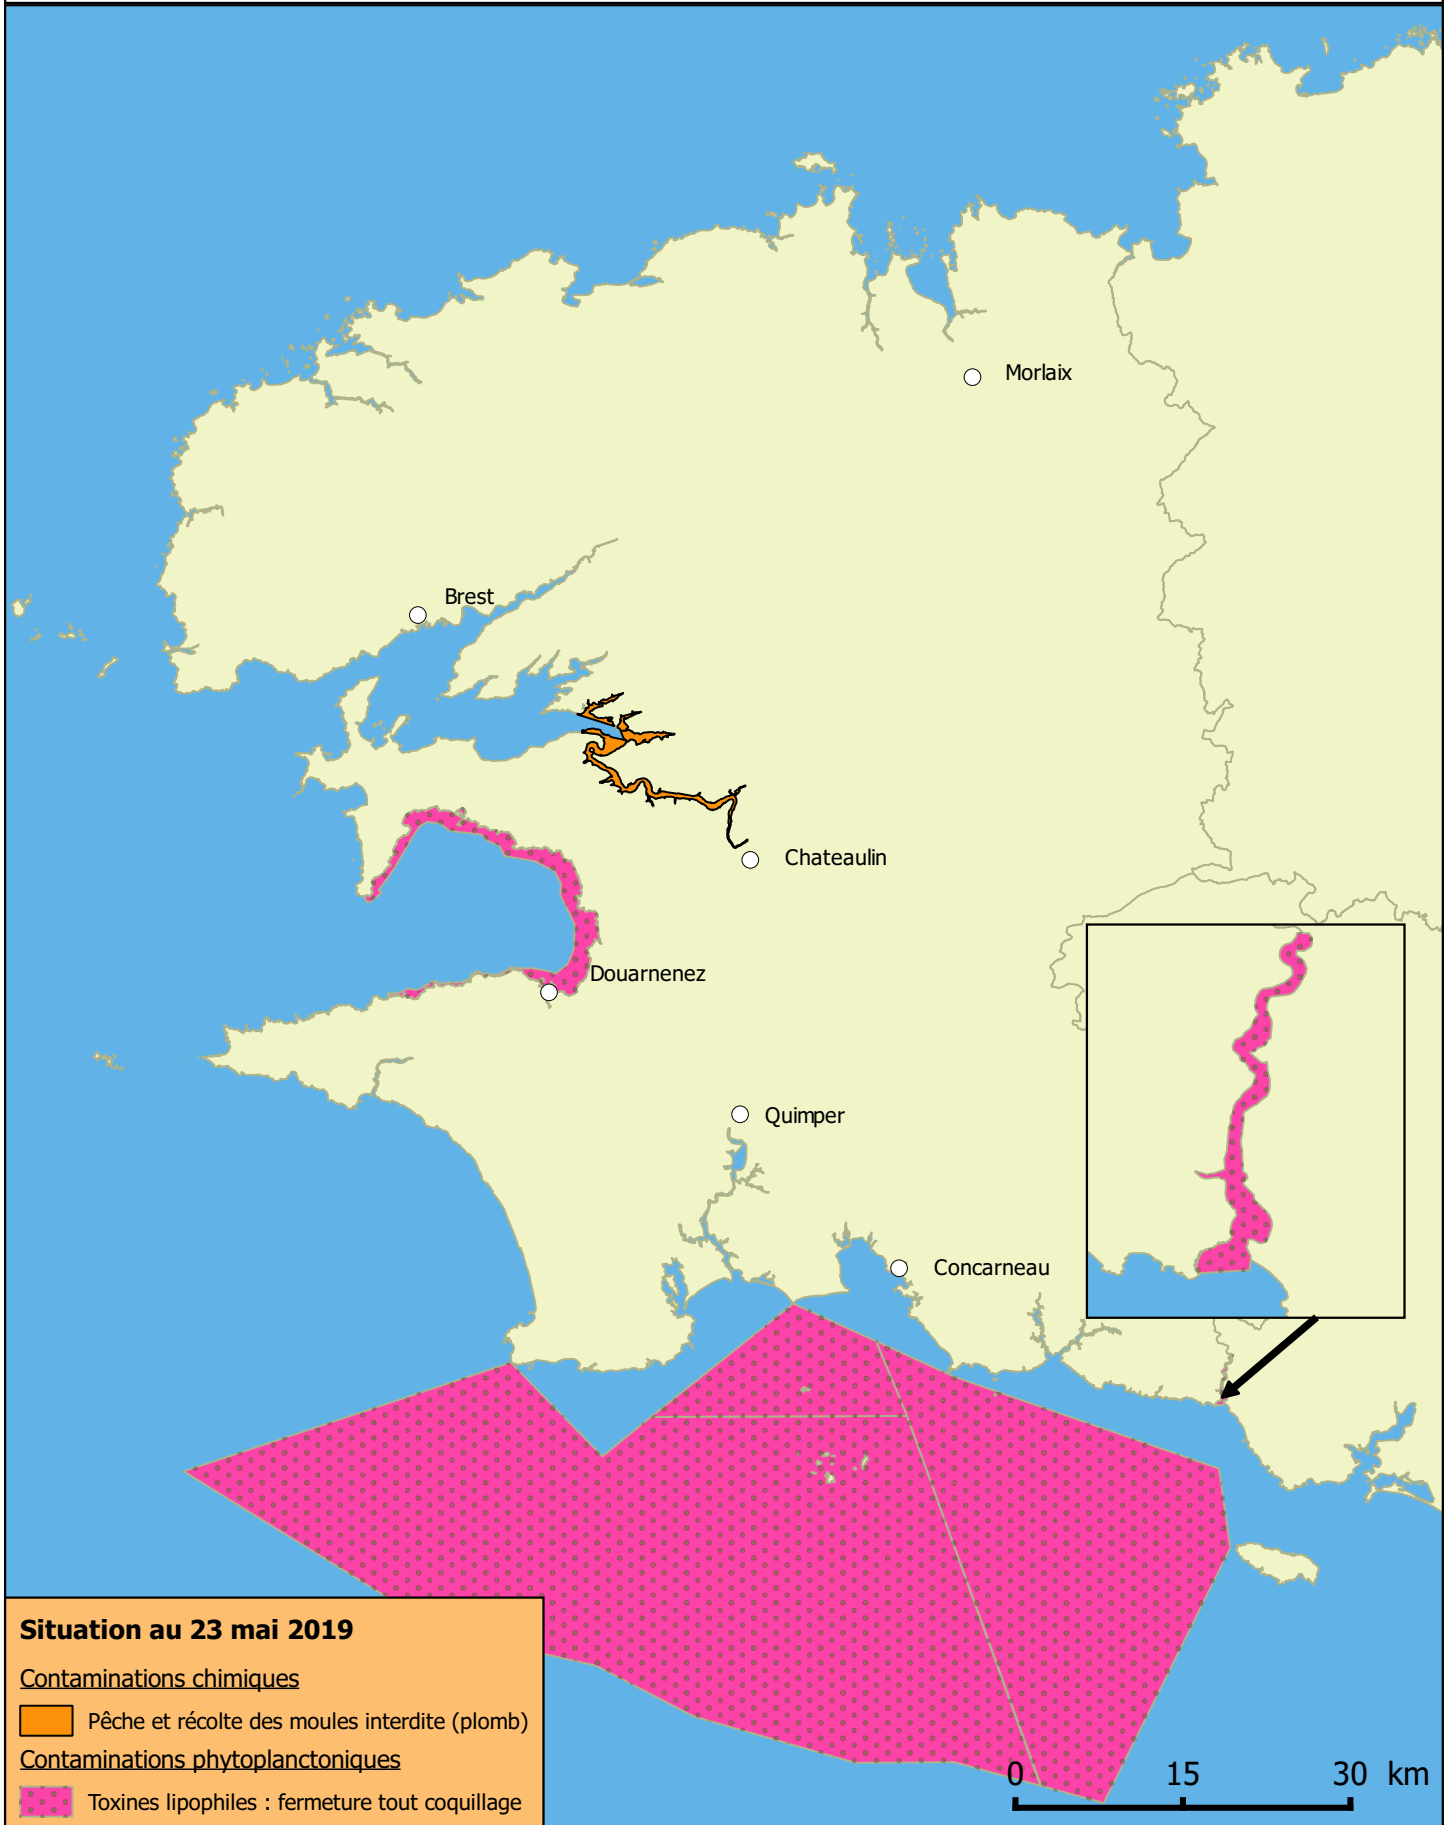 Morlaix
Brest
Chateaulin
Douarnenez
Quimper
Concarneau
Situation au 23 mai 2019
Contaminations chimiques
Pêche et récolte des moules interdite (plomb)
Contaminations phytoplanctoniques
Toxines lipophiles : fermeture tout coquillage
0 15 30 km